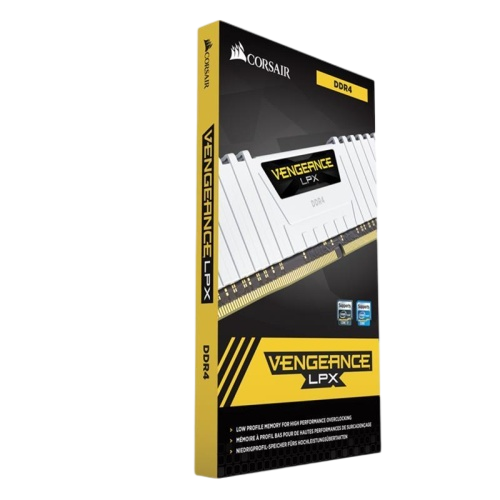 CORSAIR
VENGEANCE LPX
DDR4
CORSAIR
DDR4
VENGEANCE
LPX
DDR4
VENGEANCE
LPX
• LOW PROFILE MEMORY FOR HIGH PERFORMANCE OVERCLOCKING
• MÉMOIRE À PROFIL BAS POUR DE HAUTES PERFORMANCES DE SURCADENÇAGE
• NIEDRIGPROFIL-SPEICHER FÜRS HOCHLEISTUNGSÜBERTAKTEN